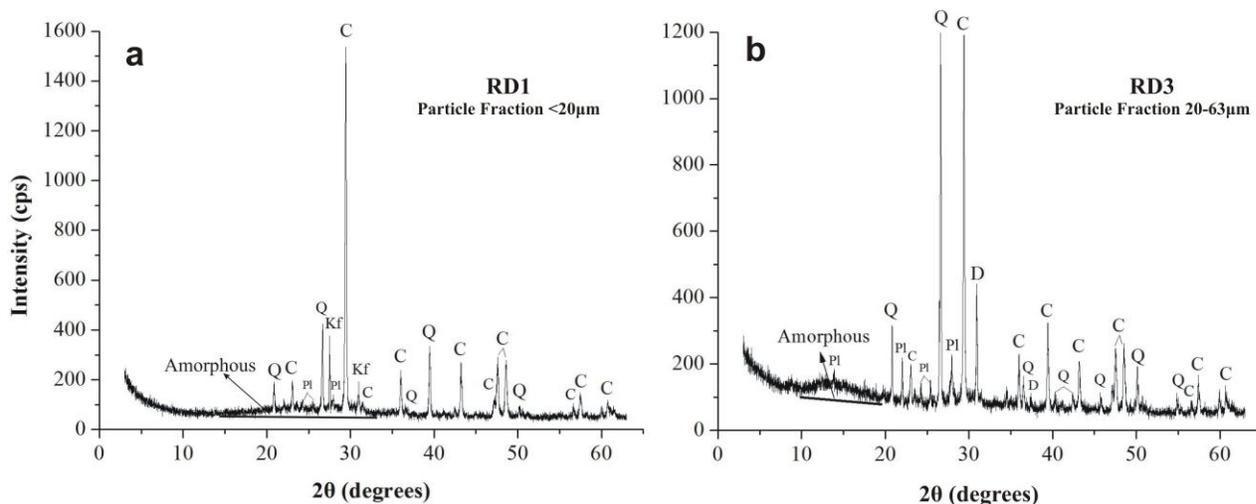 a
RD1
Particle Fraction <20µm
Intensity (cps)
1600
1400
1200
1000
800
600
400
200
0
Amorphous
Q
C
Pl
Q
Kf
Pl
C
Kf
C
C
Q
Q
C
C
C
Q
C
C
C
0
10
20
30
40
50
60
2θ (degrees)
b
RD3
Particle Fraction 20-63µm
1200
1000
800
600
400
200
0
Amorphous
Pl
Q
Pl
C
Pl
Q
Pl
C
D
C
Q
D
C
Q
C
Q
C
Q
Q
C
C
C
0
10
20
30
40
50
60
2θ (degrees)